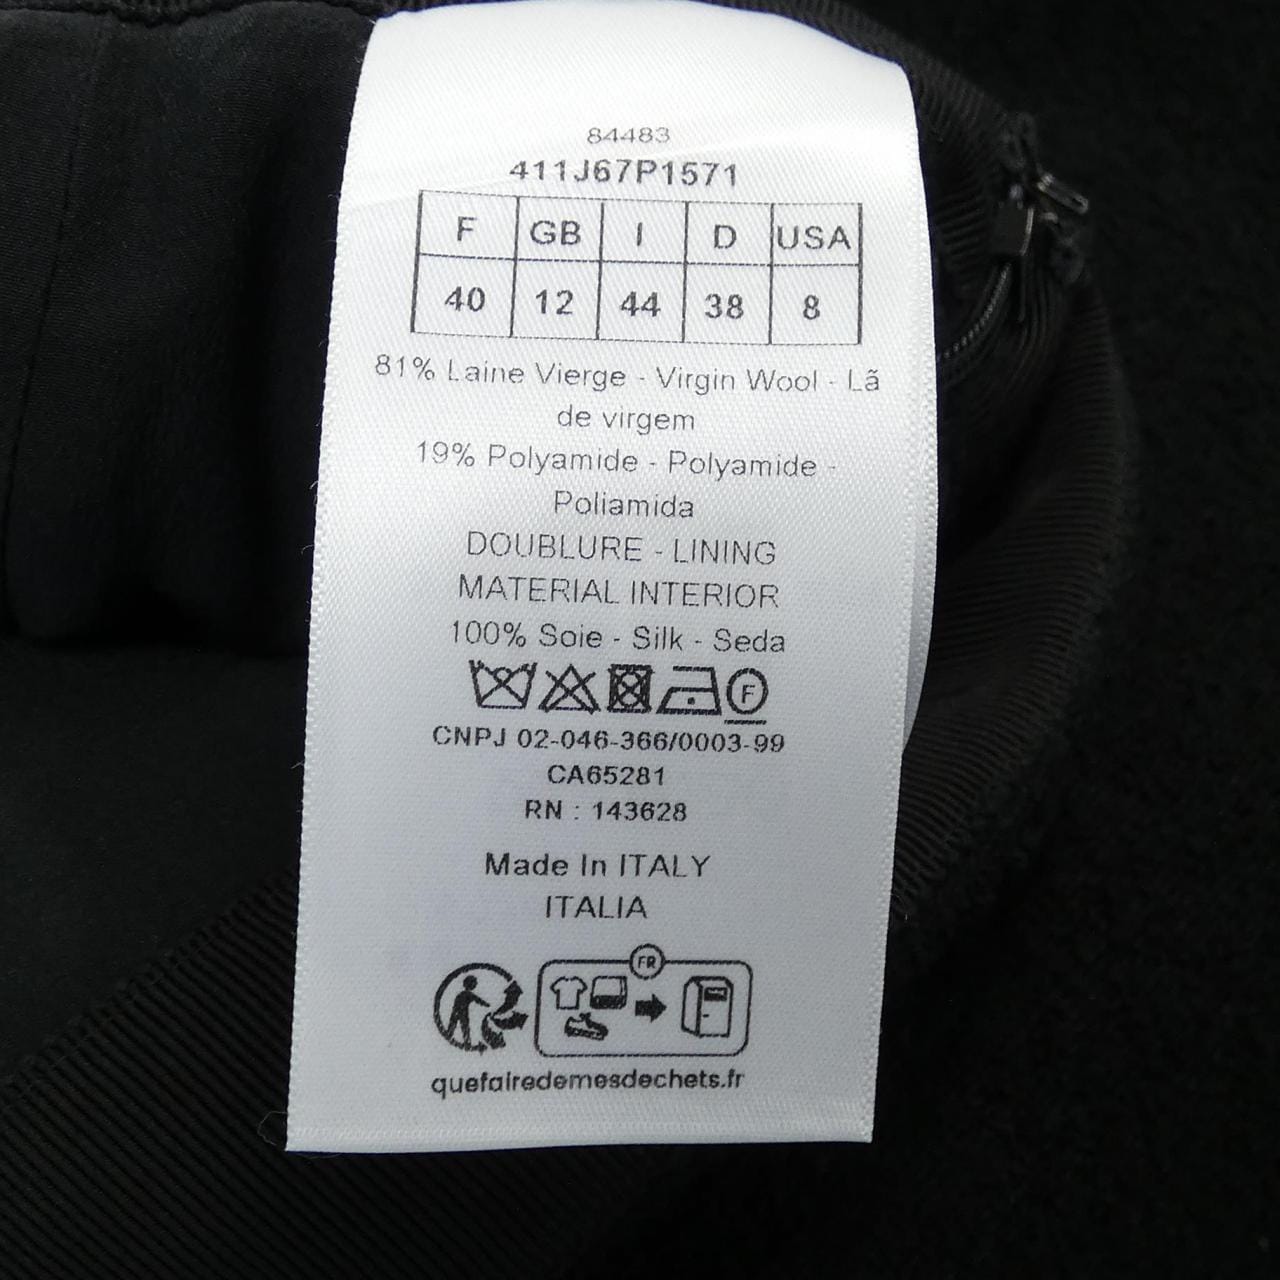 84483
411J67P1571
F GB I D USA
40 12 44 38 8
81% Laine Vierge - Virgin Wool - Lã
de virgem
19% Polyamide - Polyamide -
Poliamida
DOUBLURE - LINING
MATERIAL INTERIOR
100% Soie - Silk - Seda
F
CNPJ 02-046-366/0003-99
CA65281
RN : 143628
Made In ITALY
ITALIA
FR
quefairedemesdechets.fr